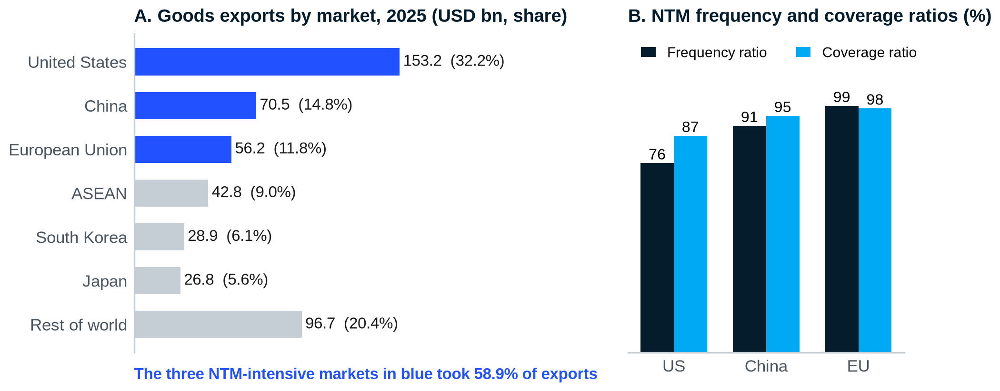 A. Goods exports by market, 2025 (USD bn, share)
United States 153.2 (32.2%)
China 70.5 (14.8%)
European Union 56.2 (11.8%)
ASEAN 42.8 (9.0%)
South Korea 28.9 (6.1%)
Japan 26.8 (5.6%)
Rest of world 96.7 (20.4%)
The three NTM-intensive markets in blue took 58.9% of exports
B. NTM frequency and coverage ratios (%)
Frequency ratio Coverage ratio
76 87 91 95 99 98
US China EU